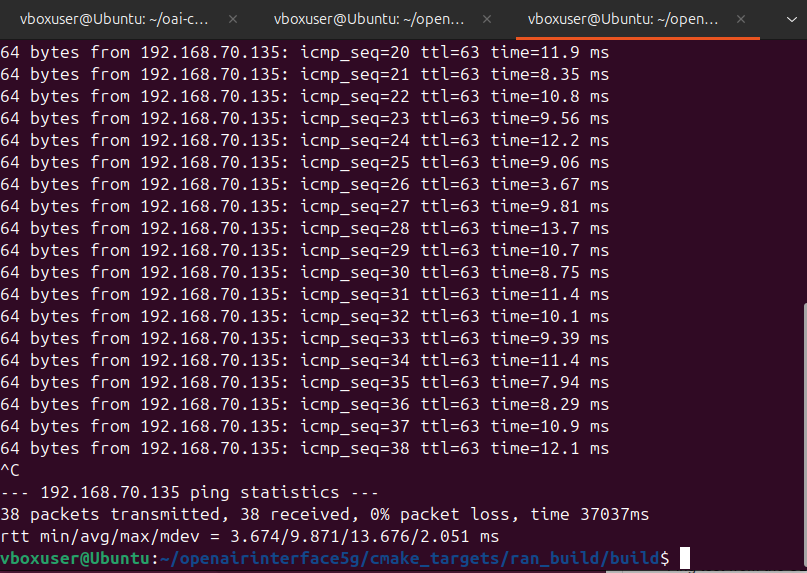 vboxuser@Ubuntu: ~/oai-c...
vboxuser@Ubuntu: ~/open...
vboxuser@Ubuntu: ~/open...
64 bytes from 192.168.70.135: icmp_seq=20 ttl=63 time=11.9 ms
64 bytes from 192.168.70.135: icmp_seq=21 ttl=63 time=8.35 ms
64 bytes from 192.168.70.135: icmp_seq=22 ttl=63 time=10.8 ms
64 bytes from 192.168.70.135: icmp_seq=23 ttl=63 time=9.56 ms
64 bytes from 192.168.70.135: icmp_seq=24 ttl=63 time=12.2 ms
64 bytes from 192.168.70.135: icmp_seq=25 ttl=63 time=9.06 ms
64 bytes from 192.168.70.135: icmp_seq=26 ttl=63 time=3.67 ms
64 bytes from 192.168.70.135: icmp_seq=27 ttl=63 time=9.81 ms
64 bytes from 192.168.70.135: icmp_seq=28 ttl=63 time=13.7 ms
64 bytes from 192.168.70.135: icmp_seq=29 ttl=63 time=10.7 ms
64 bytes from 192.168.70.135: icmp_seq=30 ttl=63 time=8.75 ms
64 bytes from 192.168.70.135: icmp_seq=31 ttl=63 time=11.4 ms
64 bytes from 192.168.70.135: icmp_seq=32 ttl=63 time=10.1 ms
64 bytes from 192.168.70.135: icmp_seq=33 ttl=63 time=9.39 ms
64 bytes from 192.168.70.135: icmp_seq=34 ttl=63 time=11.4 ms
64 bytes from 192.168.70.135: icmp_seq=35 ttl=63 time=7.94 ms
64 bytes from 192.168.70.135: icmp_seq=36 ttl=63 time=8.29 ms
64 bytes from 192.168.70.135: icmp_seq=37 ttl=63 time=10.9 ms
64 bytes from 192.168.70.135: icmp_seq=38 ttl=63 time=12.1 ms
^C
--- 192.168.70.135 ping statistics ---
38 packets transmitted, 38 received, 0% packet loss, time 37037ms
rtt min/avg/max/mdev = 3.674/9.871/13.676/2.051 ms
vboxuser@Ubuntu:~/openairinterface5g/cmake_targets/ran_build/build$